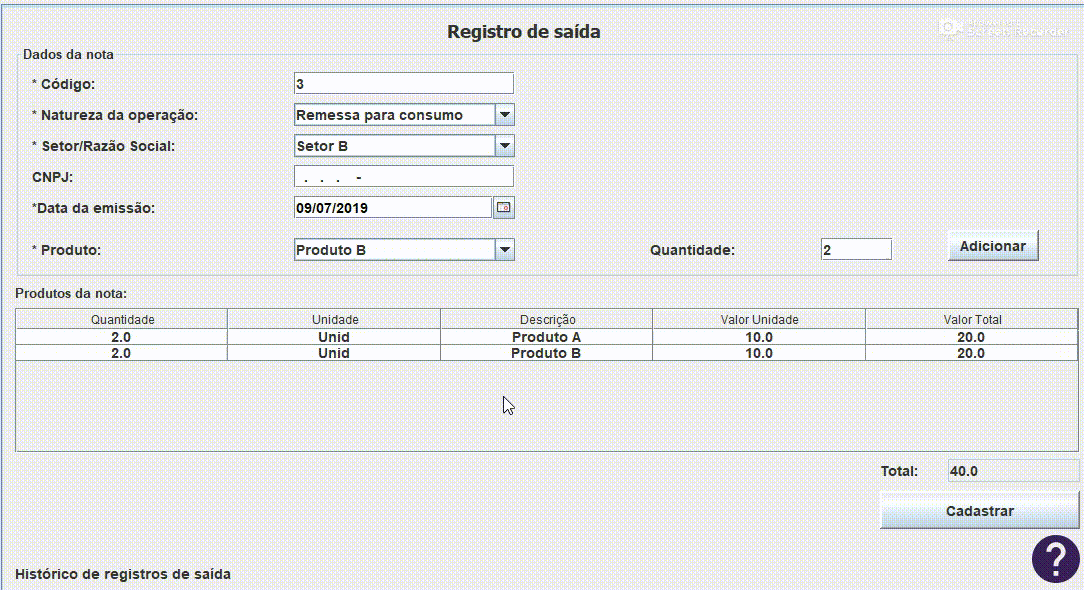 Registro de saída
Screen Recorder
Dados da nota
* Código: 3
* Natureza da operação: Remessa para consumo
* Setor/Razão Social: Setor B
CNPJ: . . . -
*Data da emissão: 09/07/2019
* Produto: Produto B Quantidade: 2 Adicionar
Produtos da nota:
Quantidade Unidade Descrição Valor Unidade Valor Total
2.0 Unid Produto A 10.0 20.0
2.0 Unid Produto B 10.0 20.0
Total: 40.0
Cadastrar
?
Histórico de registros de saída